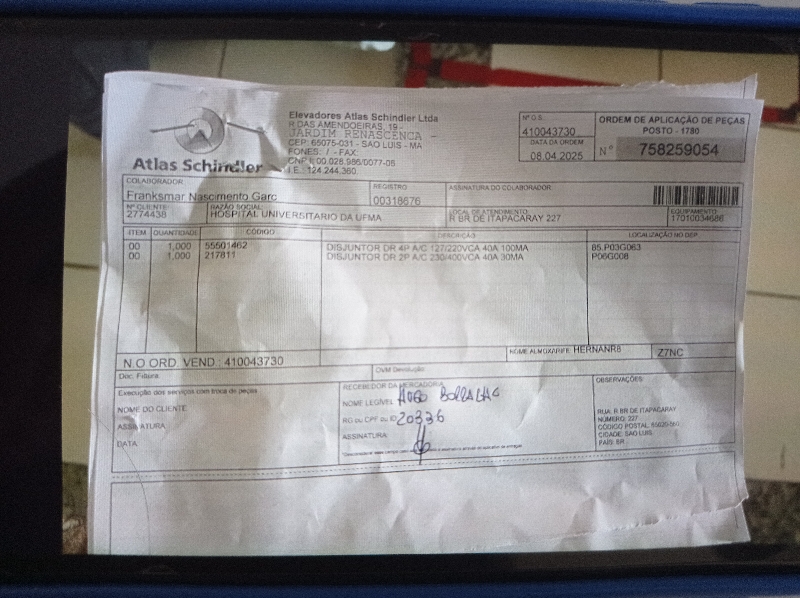 Atlas Schindler
Elevadores Atlas Schindler Ltda
R DAS AMENDOEIRAS, 19 -
JARDIM RENASCENCA -
CEP: 65075-031 - SAO LUIS - MA
FONES: / - FAX:
CNPJ: 00.028.986/0077-06
I.E.: 124.244.360.
Nº O.S.
410043730
DATA DA ORDEM
08.04.2025
ORDEM DE APLICAÇÃO DE PEÇAS
POSTO - 1780
Nº 758259054
COLABORADOR
Franksmar Nascimento Garc
REGISTRO
00318676
ASSINATURA DO COLABORADOR
Nº CLIENTE
2774438
RAZÃO SOCIAL
HOSPITAL UNIVERSITARIO DA UFMA
LOCAL DE ATENDIMENTO
R BR DE ITAPACARAY 227
EQUIPAMENTO
ITEM QUANTIDADE CÓDIGO DESCRIÇÃO LOCALIZAÇÃO NO DEP.
00 1,000 55501462 DISJUNTOR DR 4P A/C 127/220VCA 40A 100MA 85.P03G063
00 1,000 217811 DISJUNTOR DR 2P A/C 230/400VCA 40A 30MA P06G008
N.O ORD. VEND : 410043730
NOME ALMOXARIFE: HERNANRB
Z7NC
Execução dos serviços com troca de peças
NOME DO CLIENTE
ASSINATURA
DATA
RECEBEDOR DA MERCADORIA
NOME LEGÍVEL HUGO
RG ou CPF ou ID 20336
ASSINATURA
OBSERVAÇÕES
RUA: R BR DE ITAPACARAY
NÚMERO: 227
CÓDIGO POSTAL:
CIDADE: SAO LUIS
PAÍS: BR